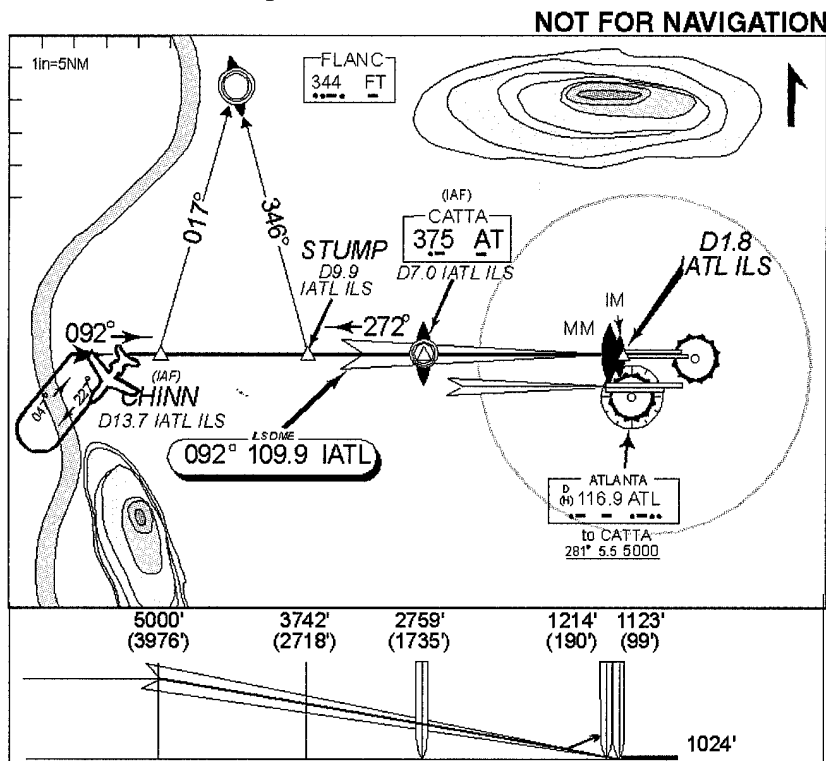 NOT FOR NAVIGATION
1in=5NM
FLANC
344 FT
(IAF)
CATTA
375 AT
D7.0 IATL ILS
017°
346°
STUMP
D9.9
IATL ILS
D1.8
IATL ILS
IM
MM
092°
272°
(IAF)
CHINN
D13.7 IATL ILS
041°
221°
ILS DME
092° 109.9 IATL
ATLANTA
D
(H) 116.9 ATL
to CATTA
281° 5.5 5000
5000' 3742' 2759' 1214' 1123'
(3976') (2718') (1735') (190') (99')
1024'